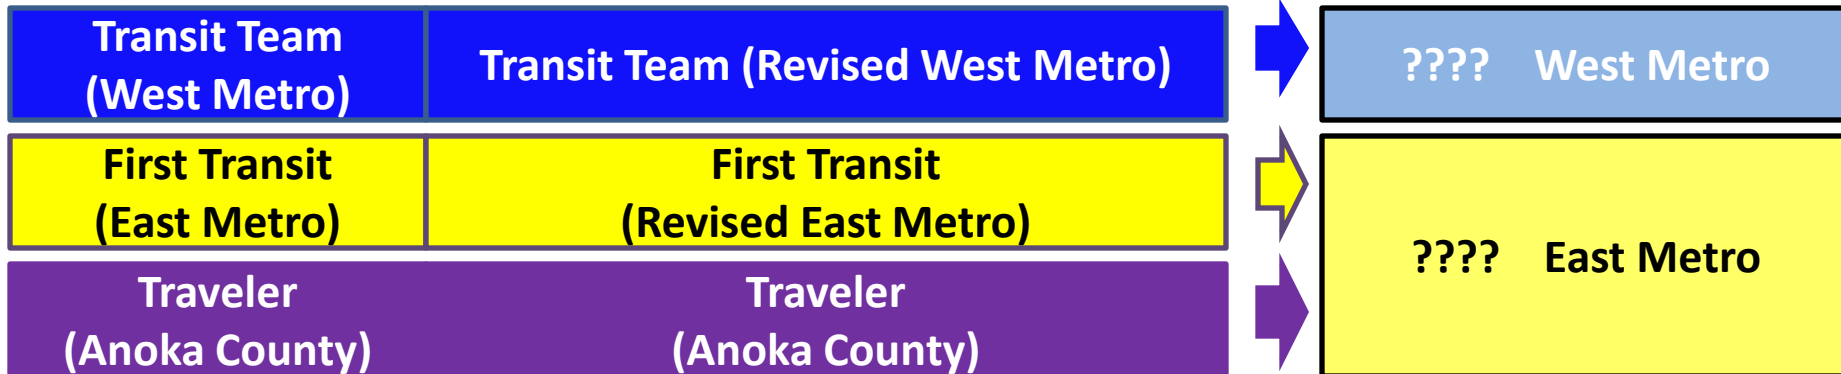 Transit Team
(West Metro)
Transit Team (Revised West Metro)
???? West Metro
First Transit
(East Metro)
First Transit
(Revised East Metro)
???? East Metro
Traveler
(Anoka County)
Traveler
(Anoka County)